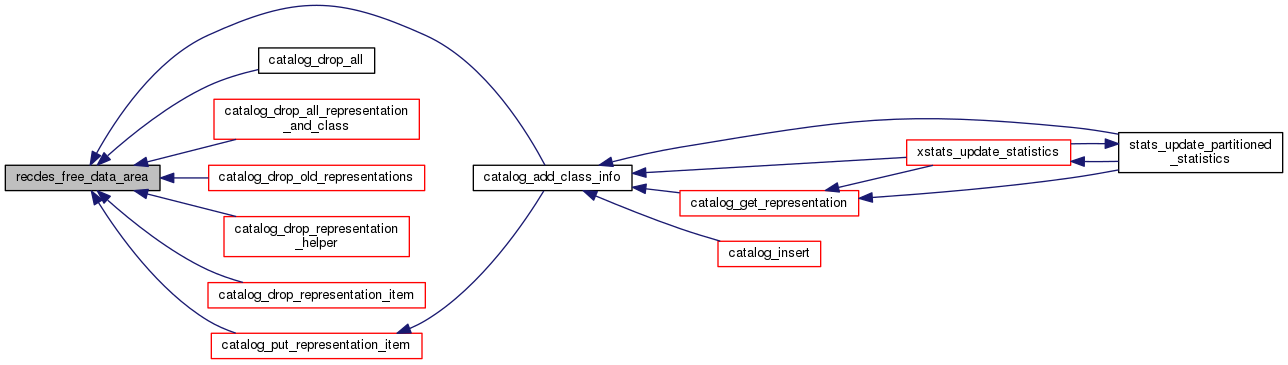 recdes_free_data_area
catalog_drop_all
catalog_drop_all_representation
_and_class
catalog_drop_old_representations
catalog_drop_representation
_helper
catalog_drop_representation_item
catalog_put_representation_item
catalog_add_class_info
xstats_update_statistics
catalog_get_representation
catalog_insert
stats_update_partitioned
_statistics